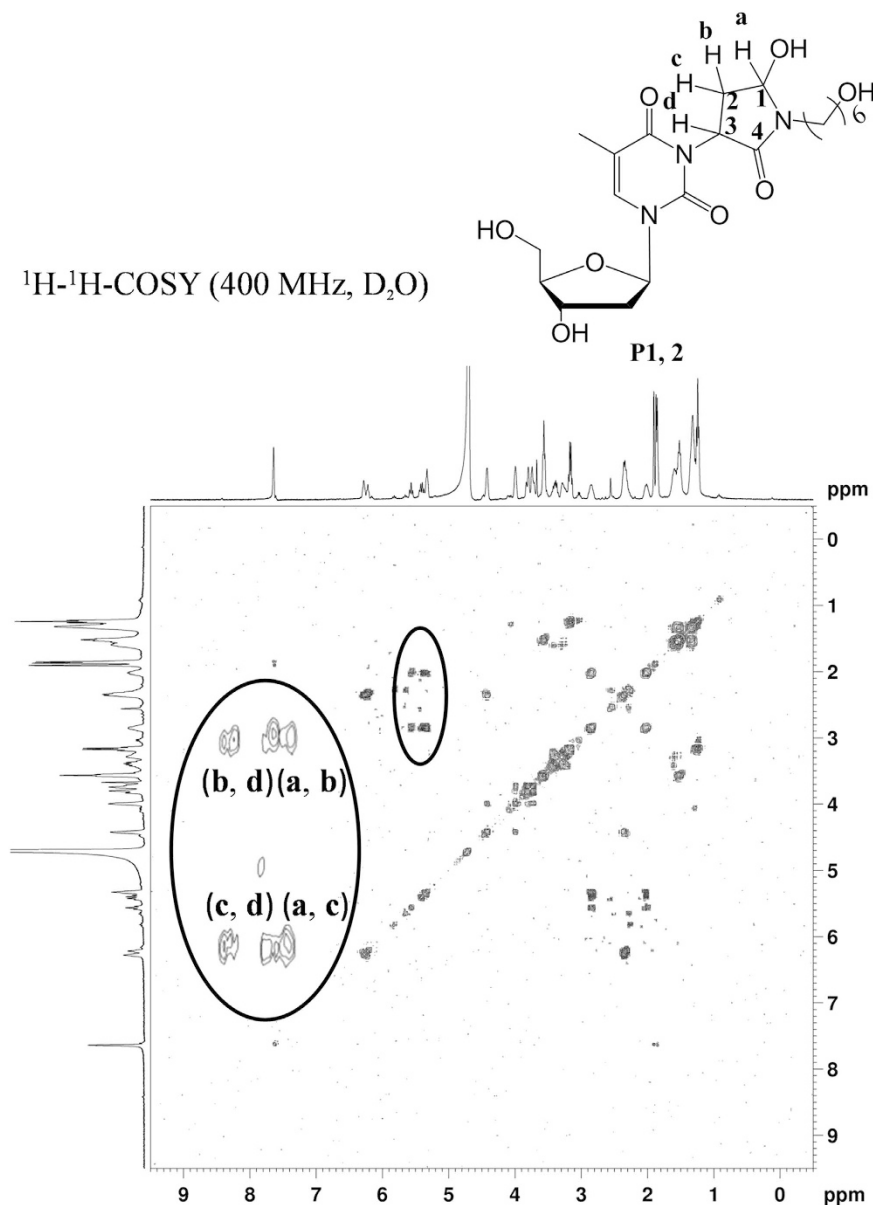 a
b
H OH
c H
H 2 1 OH
d
O H 3 4 N ( )6
N
O
N O
HO
O
¹H-¹H-COSY (400 MHz, D₂O)
OH
P1, 2
ppm
0
1
2
3
(b, d) (a, b)
4
5
(c, d) (a, c)
6
7
8
9
9 8 7 6 5 4 3 2 1 0 ppm